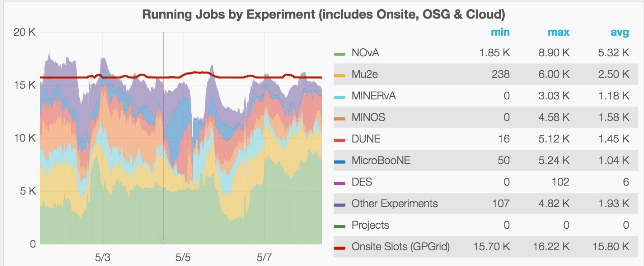 Running Jobs by Experiment (includes Onsite, OSG & Cloud)
min max avg
20 K
15 K
10 K
5 K
0
5/3 5/5 5/7
NOvA 1.85 K 8.90 K 5.32 K
Mu2e 238 6.00 K 2.50 K
MINERvA 0 3.03 K 1.18 K
MINOS 0 4.58 K 1.58 K
DUNE 16 5.12 K 1.45 K
MicroBooNE 50 5.24 K 1.04 K
DES 0 102 6
Other Experiments 107 4.82 K 1.93 K
Projects 0 0 0
Onsite Slots (GPGrid) 15.70 K 16.22 K 15.80 K